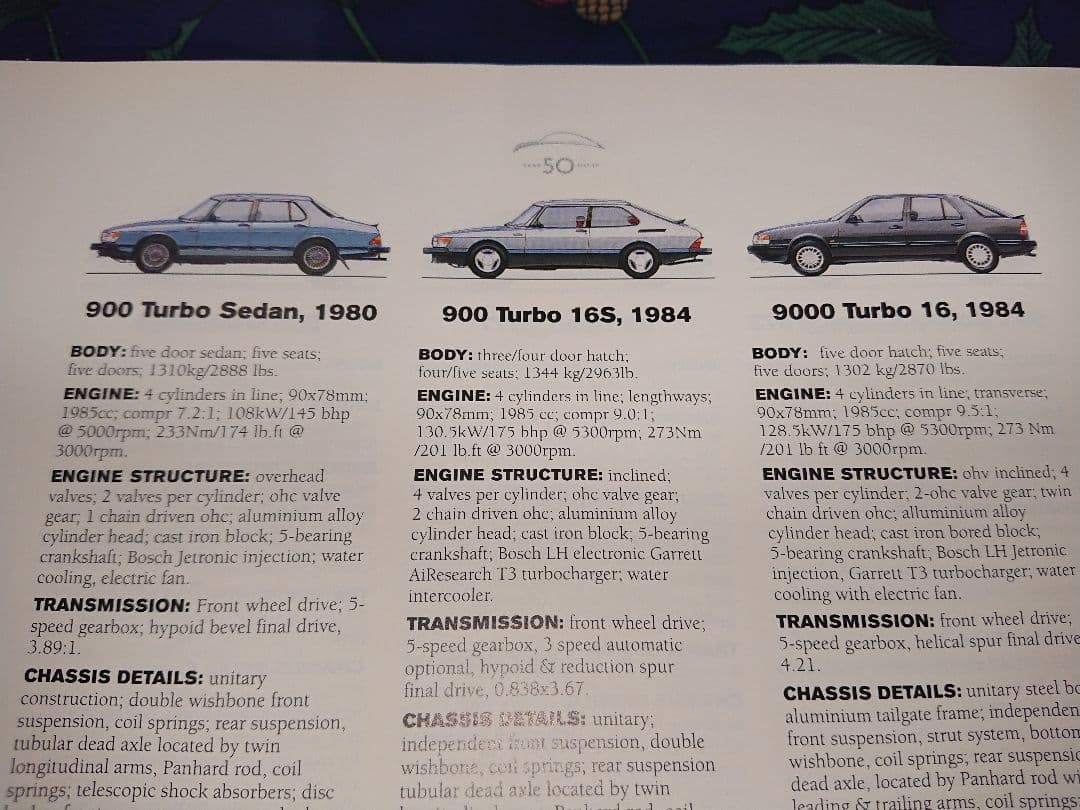 50
900 Turbo Sedan, 1980
BODY: five door sedan; five seats;
five doors; 1310kg/2888 lbs.
ENGINE: 4 cylinders in line; 90x78mm;
1985cc; compr 7.2:1; 108kW/145 bhp
@ 5000rpm; 233Nm/174 lb.ft @
3000rpm.
ENGINE STRUCTURE: overhead
valves; 2 valves per cylinder; ohc valve
gear; 1 chain driven ohc; aluminium alloy
cylinder head; cast iron block; 5-bearing
crankshaft; Bosch Jetronic injection; water
cooling, electric fan.
TRANSMISSION: Front wheel drive; 5-
speed gearbox; hypoid bevel final drive,
3.89:1.
CHASSIS DETAILS: unitary
construction; double wishbone front
suspension, coil springs; rear suspension,
tubular dead axle located by twin
longitudinal arms, Panhard rod, coil
springs; telescopic shock absorbers; disc
900 Turbo 16S, 1984
BODY: three/four door hatch;
four/five seats; 1344 kg/2963lb.
ENGINE: 4 cylinders in line; lengthways;
90x78mm; 1985 cc; compr 9.0:1;
130.5kW/175 bhp @ 5300rpm; 273Nm
/201 lb.ft @ 3000rpm.
ENGINE STRUCTURE: inclined;
4 valves per cylinder; ohc valve gear;
2 chain driven ohc; aluminium alloy
cylinder head; cast iron block; 5-bearing
crankshaft; Bosch LH electronic Garrett
AiResearch T3 turbocharger; water
intercooler.
TRANSMISSION: front wheel drive;
5-speed gearbox, 3 speed automatic
optional, hypoid & reduction spur
final drive, 0.838x3.67.
CHASSIS DETAILS: unitary;
independent front suspension, double
wishbone, coil springs; rear suspension
tubular dead axle located by twin
9000 Turbo 16, 1984
BODY: five door hatch; five seats;
five doors; 1302 kg/2870 lbs.
ENGINE: 4 cylinders in line; transverse;
90x78mm; 1985cc; compr 9.5:1;
128.5kW/175 bhp @ 5300rpm; 273 Nm
/201 lb ft @ 3000rpm.
ENGINE STRUCTURE: ohv inclined; 4
valves per cylinder; 2-ohc valve gear; twin
chain driven ohc; alluminium alloy
cylinder head; cast iron bored block;
5-bearing crankshaft; Bosch LH Jetronic
injection, Garrett T3 turbocharger; water
cooling with electric fan.
TRANSMISSION: front wheel drive;
5-speed gearbox, helical spur final drive
4.21.
CHASSIS DETAILS: unitary steel
aluminium tailgate frame; independen
front suspension, strut system, bottom
wishbone, coil springs; rear suspensio
dead axle, located by Panhard rod
leading & trailing arms, coil springs;